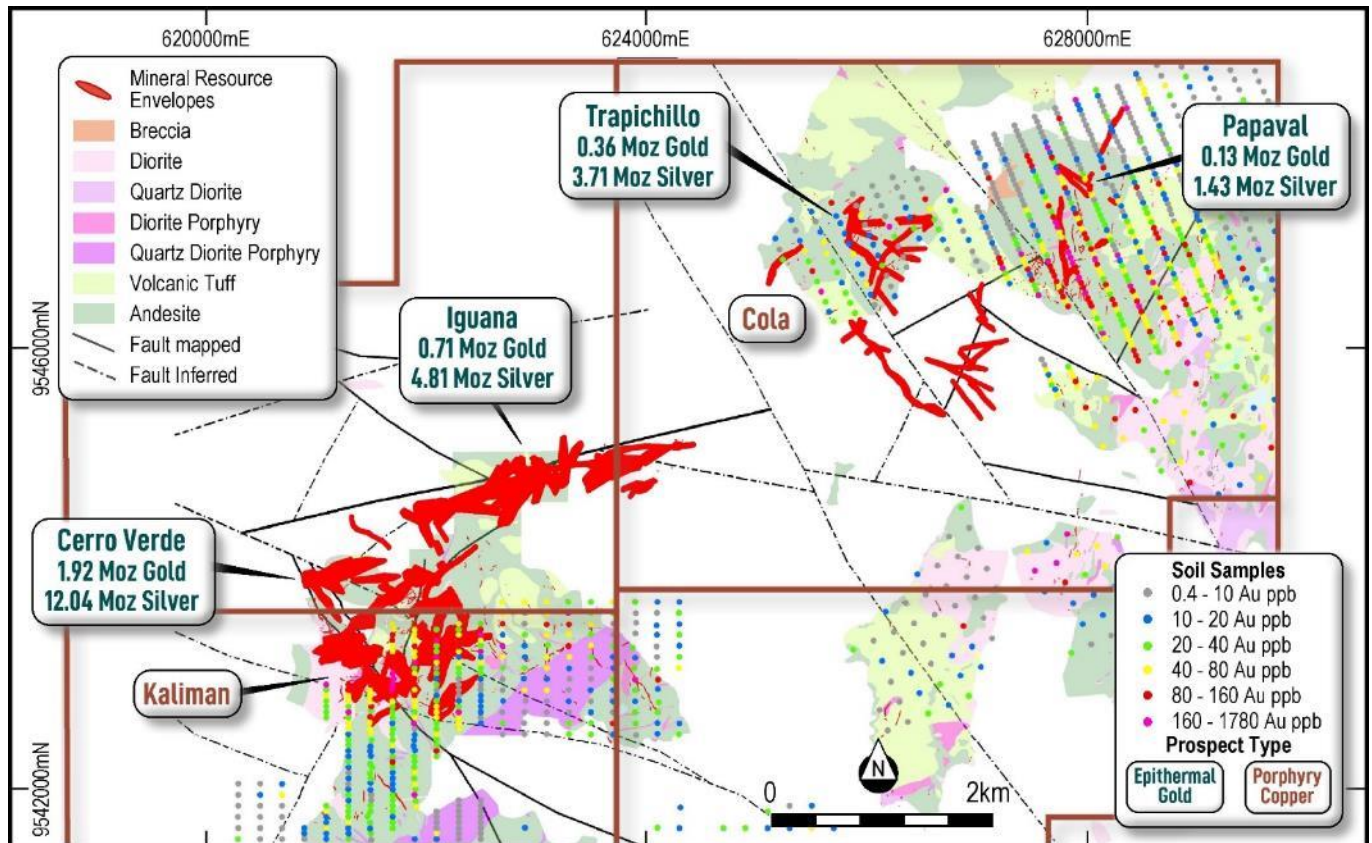 620000mE
624000mE
628000mE
Mineral Resource
Envelopes
Breccia
Diorite
Quartz Diorite
Diorite Porphyry
Quartz Diorite Porphyry
Volcanic Tuff
Andesite
Fault mapped
Fault Inferred
Trapichillo
0.36 Moz Gold
3.71 Moz Silver
Papaval
0.13 Moz Gold
1.43 Moz Silver
9546000mN
Iguana
0.71 Moz Gold
4.81 Moz Silver
Cola
Cerro Verde
1.92 Moz Gold
12.04 Moz Silver
Kaliman
9542000mN
N
0
2km
Soil Samples
0.4 - 10 Au ppb
10 - 20 Au ppb
20 - 40 Au ppb
40 - 80 Au ppb
80 - 160 Au ppb
160 - 1780 Au ppb
Prospect Type
Epithermal
Gold
Porphyry
Copper